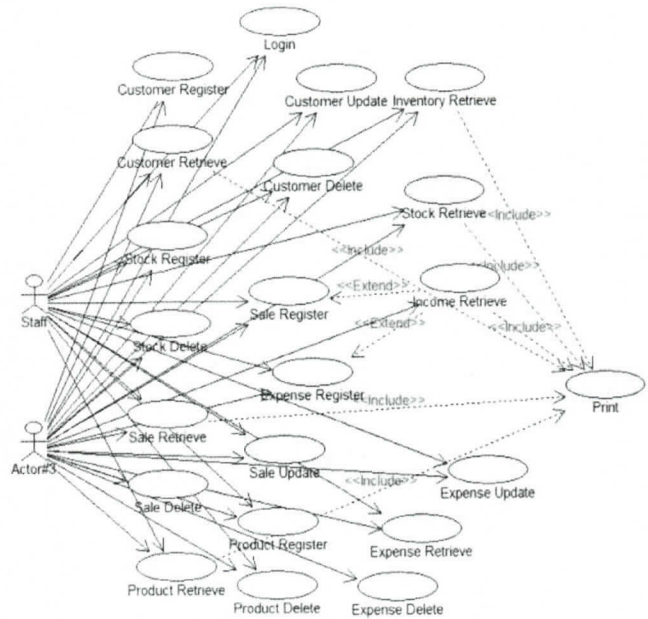 Login
Customer Register
Customer Update
Inventory Retrieve
Customer Retrieve
Customer Delete
Stock Retrieve
<<Include>>
Stock Register
<<Include>>
<<Include>>
<<Extend>>
Income Retrieve
Staff
Sale Register
<<Extend>>
<<Include>>
Stock Delete
Expense Register
<<Include>>
Print
Sale Retrieve
Actor#3
Sale Update
<<Include>>
Expense Update
Sale Delete
Product Register
Expense Retrieve
Product Retrieve
Product Delete
Expense Delete